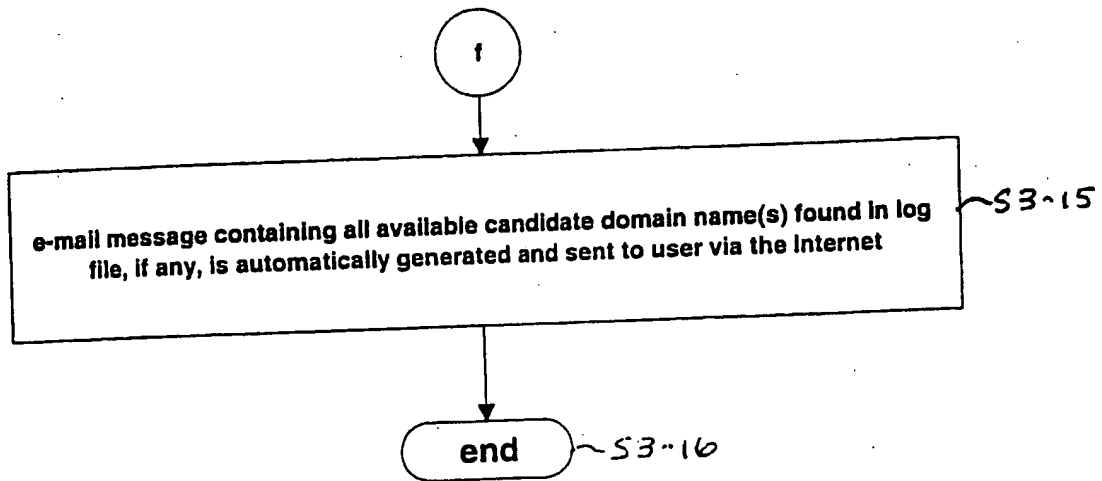 f
e-mail message containing all available candidate domain name(s) found in log
file, if any, is automatically generated and sent to user via the Internet
S3-15
end
S3-16